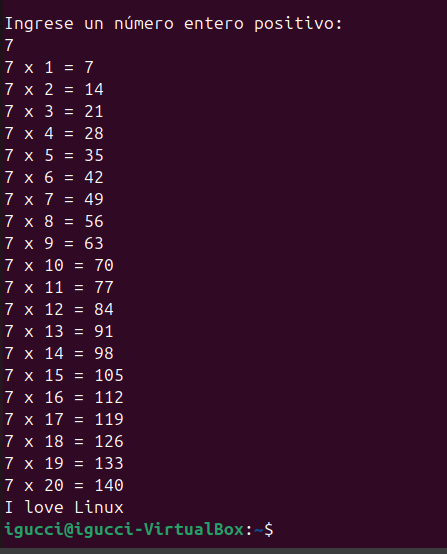 Ingrese un número entero positivo:
7
7 x 1 = 7
7 x 2 = 14
7 x 3 = 21
7 x 4 = 28
7 x 5 = 35
7 x 6 = 42
7 x 7 = 49
7 x 8 = 56
7 x 9 = 63
7 x 10 = 70
7 x 11 = 77
7 x 12 = 84
7 x 13 = 91
7 x 14 = 98
7 x 15 = 105
7 x 16 = 112
7 x 17 = 119
7 x 18 = 126
7 x 19 = 133
7 x 20 = 140
I love Linux
igucci@igucci-VirtualBox:~$